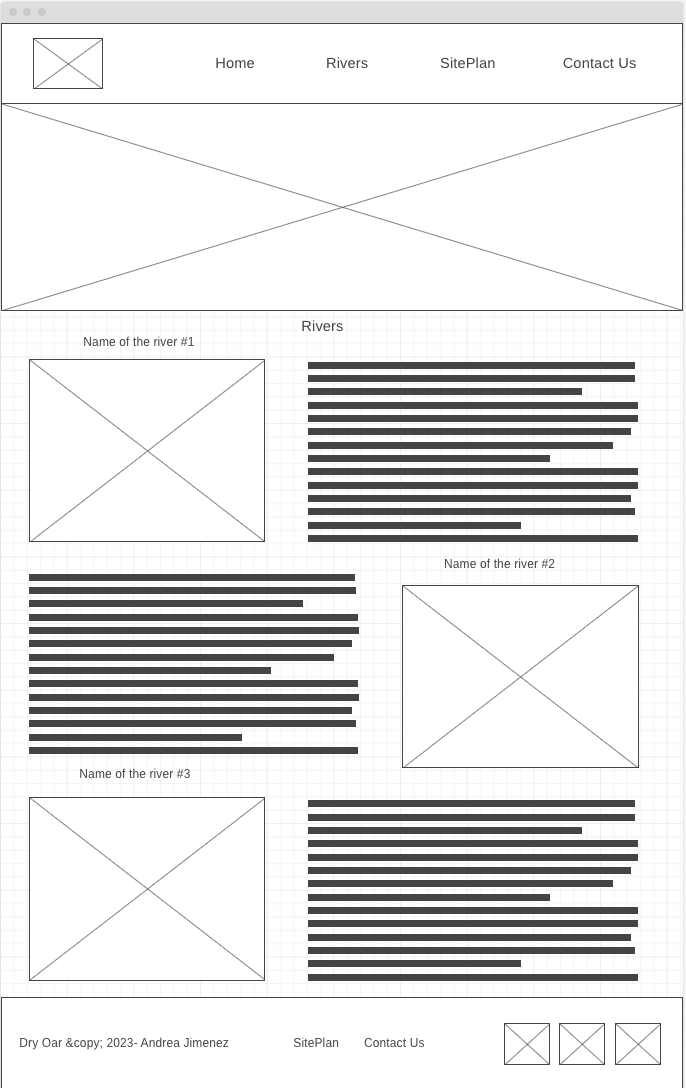 Home Rivers SitePlan Contact Us
Rivers
Name of the river #1
Name of the river #2
Name of the river #3
Dry Oar &copy; 2023- Andrea Jimenez SitePlan Contact Us